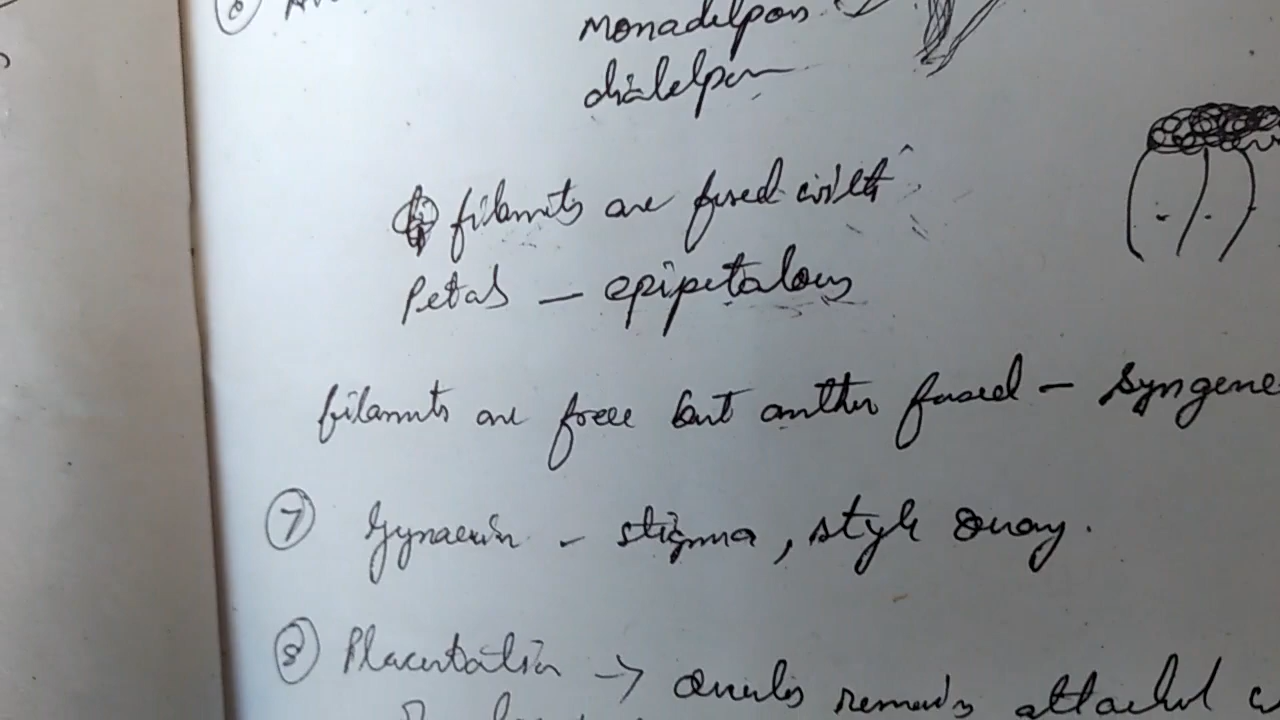 6
monadelpous
diadelpous
filaments are fused with
Petals – epipetalous
filaments are free but anther fused – Syngene
7 Gynaecium – stigma, style ovary.
8 Placentation → ovules remains attached